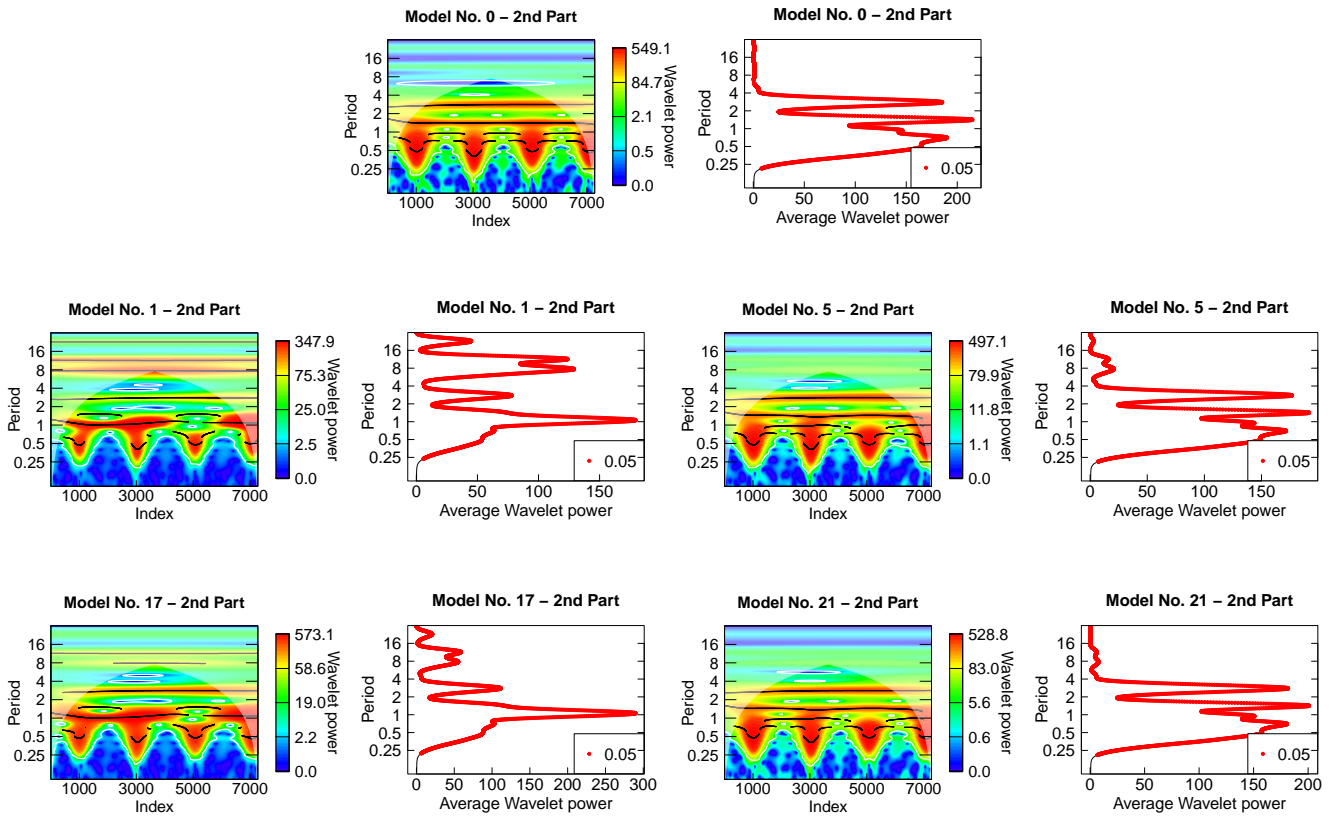 Model No. 0 – 2nd Part
Period
16
8
4
2
1
0.5
0.25
1000 3000 5000 7000
Index
549.1
84.7
2.1
0.5
0.0
Wavelet power
Model No. 0 – 2nd Part
Period
16
8
4
2
1
0.5
0.25
0.05
0 50 100 150 200
Average Wavelet power
Model No. 1 – 2nd Part
Period
16
8
4
2
1
0.5
0.25
1000 3000 5000 7000
Index
347.9
75.3
25.0
2.5
0.0
Wavelet power
Model No. 1 – 2nd Part
Period
16
8
4
2
1
0.5
0.25
0.05
0 50 100 150
Average Wavelet power
Model No. 5 – 2nd Part
Period
16
8
4
2
1
0.5
0.25
1000 3000 5000 7000
Index
497.1
79.9
11.8
1.1
0.0
Wavelet power
Model No. 5 – 2nd Part
Period
16
8
4
2
1
0.5
0.25
0.05
0 50 100 150
Average Wavelet power
Model No. 17 – 2nd Part
Period
16
8
4
2
1
0.5
0.25
1000 3000 5000 7000
Index
573.1
58.6
19.0
2.2
0.0
Wavelet power
Model No. 17 – 2nd Part
Period
16
8
4
2
1
0.5
0.25
0.05
0 50 100 150 200 250 300
Average Wavelet power
Model No. 21 – 2nd Part
Period
16
8
4
2
1
0.5
0.25
1000 3000 5000 7000
Index
528.8
83.0
5.6
0.6
0.0
Wavelet power
Model No. 21 – 2nd Part
Period
16
8
4
2
1
0.5
0.25
0.05
0 50 100 150 200
Average Wavelet power